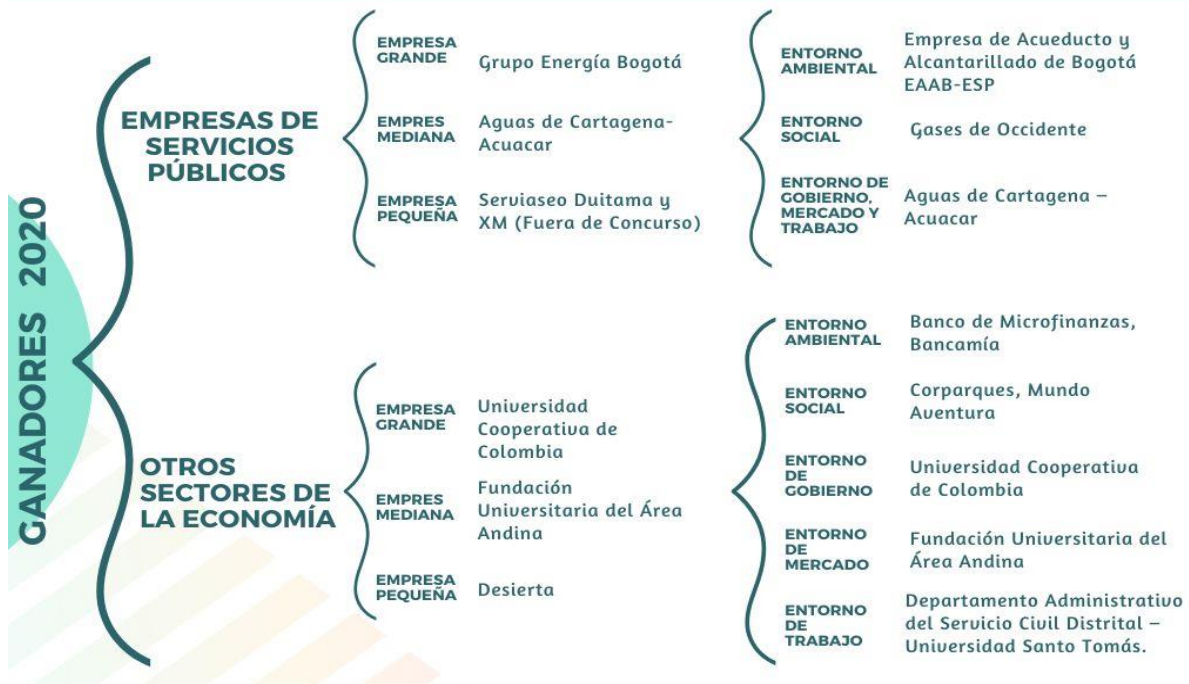 GANADORES 2020
EMPRESAS DE
SERVICIOS
PÚBLICOS
EMPRESA
GRANDE
Grupo Energía Bogotá
EMPRES
MEDIANA
Aguas de Cartagena-
Acuacar
EMPRESA
PEQUEÑA
Serviaseo Duitama y
XM (Fuera de Concurso)
ENTORNO
AMBIENTAL
Empresa de Acueducto y
Alcantarillado de Bogotá
EAAB-ESP
ENTORNO
SOCIAL
Gases de Occidente
ENTORNO DE
GOBIERNO,
MERCADO Y
TRABAJO
Aguas de Cartagena –
Acuacar
OTROS
SECTORES DE
LA ECONOMÍA
EMPRESA
GRANDE
Universidad
Cooperativa de
Colombia
EMPRES
MEDIANA
Fundación
Universitaria del Área
Andina
EMPRESA
PEQUEÑA
Desierta
ENTORNO
AMBIENTAL
Banco de Microfinanzas,
Bancamía
ENTORNO
SOCIAL
Corparques, Mundo
Aventura
ENTORNO
DE
GOBIERNO
Universidad Cooperativa
de Colombia
ENTORNO
DE
MERCADO
Fundación Universitaria del
Área Andina
ENTORNO
DE
TRABAJO
Departamento Administrativo
del Servicio Civil Distrital –
Universidad Santo Tomás.